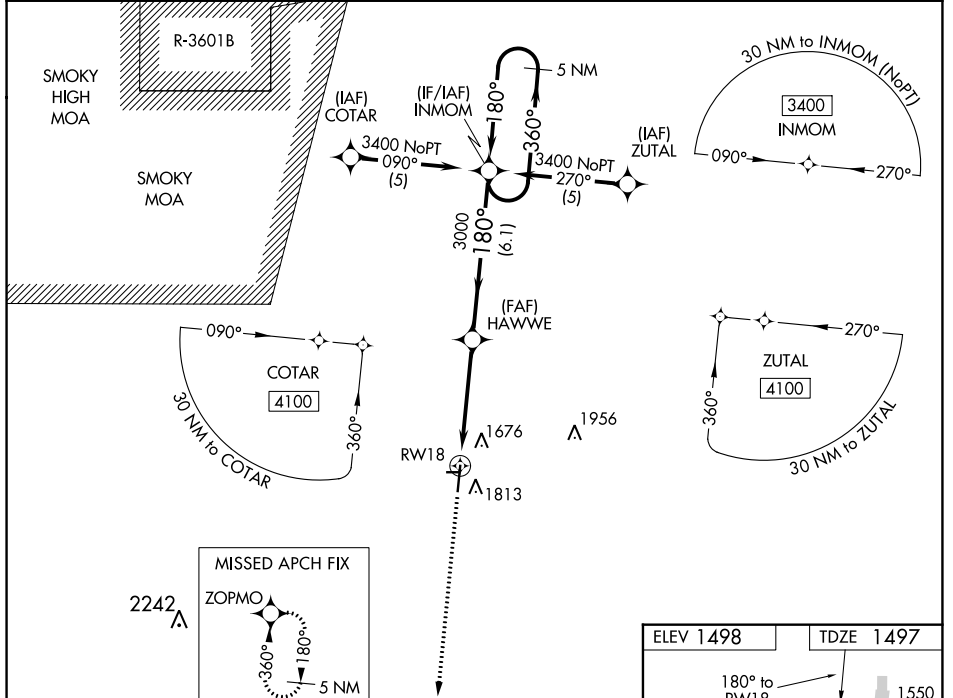 R-3601B
SMOKY
HIGH
MOA
SMOKY
MOA
(IAF)
COTAR
(IF/IAF)
INMOM
5 NM
180°
360°
3400 NoPT
090°
(5)
(IAF)
ZUTAL
3400 NoPT
270°
(5)
3000
180°
(6.1)
30 NM to INMOM (NoPT)
3400
INMOM
090°
270°
(FAF)
HAWWE
090°
COTAR
4100
360°
30 NM to COTAR
270°
ZUTAL
4100
360°
30 NM to ZUTAL
1676
1956
RW18
1813
MISSED APCH FIX
ZOPMO
360°
180°
5 NM
2242
ELEV 1498
TDZE 1497
180° to
RW18
1550